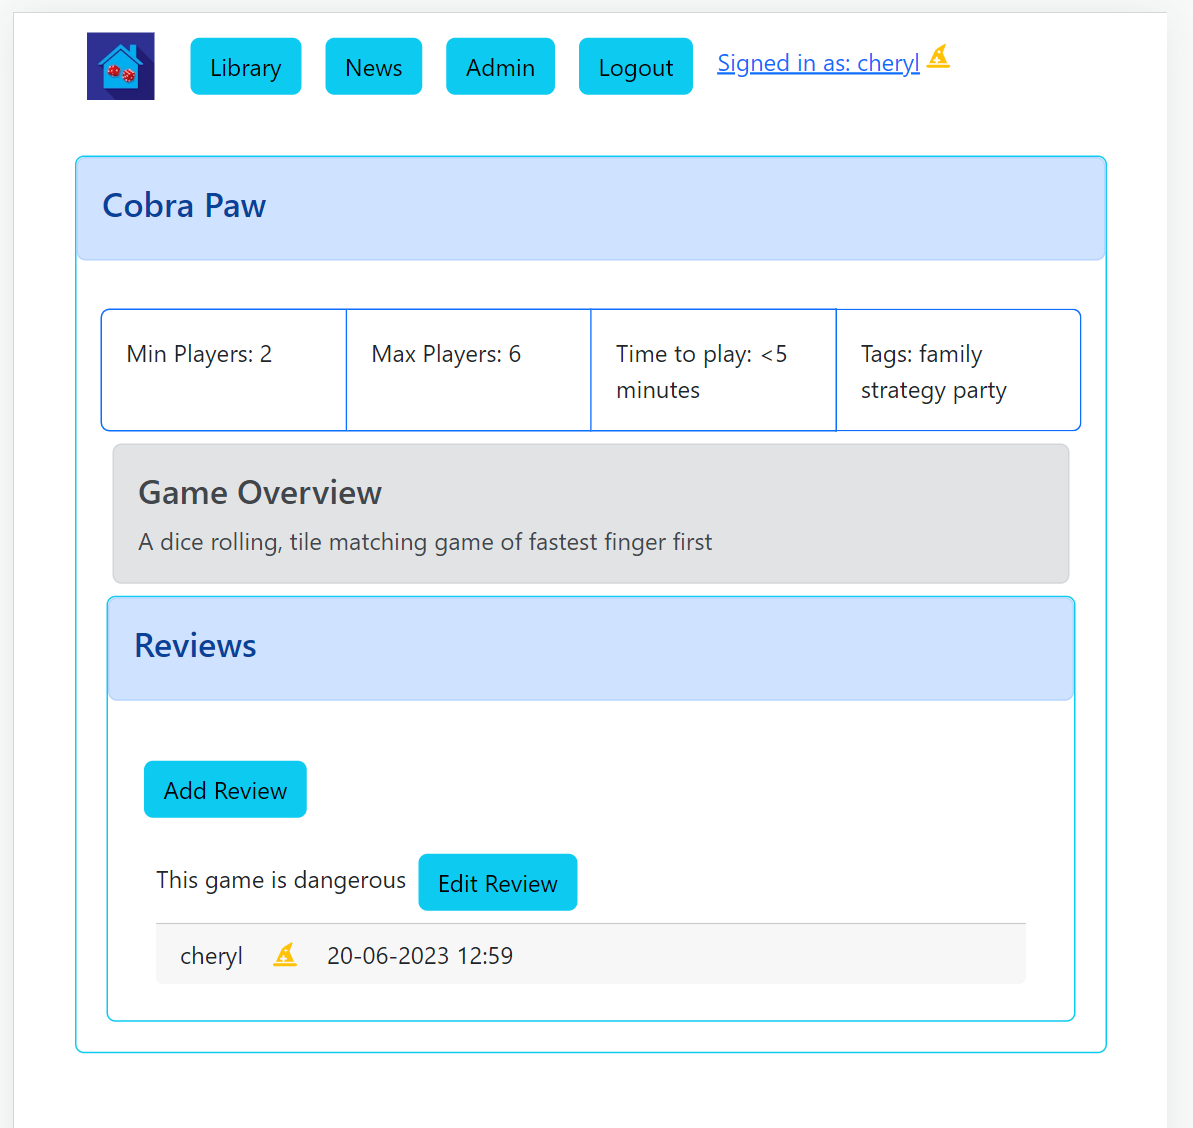 Library News Admin Logout Signed in as: cheryl
Cobra Paw
Min Players: 2
Max Players: 6
Time to play: <5
minutes
Tags: family
strategy party
Game Overview
A dice rolling, tile matching game of fastest finger first
Reviews
Add Review
This game is dangerous Edit Review
cheryl 20-06-2023 12:59